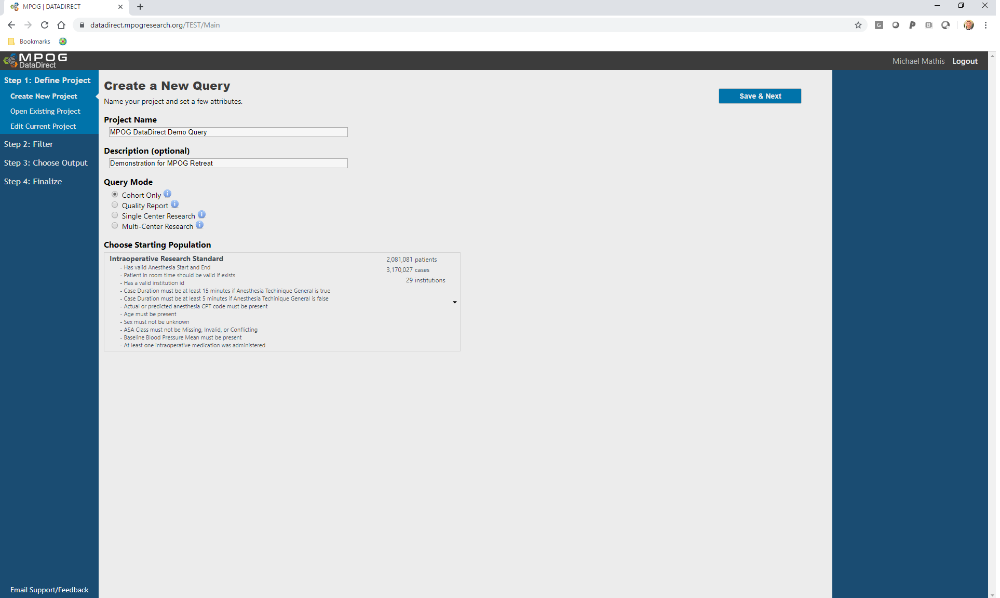 MPOG | DATADIRECT
datadirect.mpogresearch.org/TEST/Main
Bookmarks
MPOG
DataDirect
Michael Mathis Logout
Step 1: Define Project
Create New Project
Open Existing Project
Edit Current Project
Step 2: Filter
Step 3: Choose Output
Step 4: Finalize
Email Support/Feedback
Create a New Query
Name your project and set a few attributes.
Save & Next
Project Name
MPOG DataDirect Demo Query
Description (optional)
Demonstration for MPOG Retreat
Query Mode
Cohort Only
Quality Report
Single Center Research
Multi-Center Research
Choose Starting Population
Intraoperative Research Standard
- Has valid Anesthesia Start and End
- Patient in room time should be valid if exists
- Has a valid institution id
- Case Duration must be at least 15 minutes if Anesthesia Techinique General is true
- Case Duration must be at least 5 minutes if Anesthesia Techinique General is false
- Actual or predicted anesthesia CPT code must be present
- Age must be present
- Sex must not be unknown
- ASA Class must not be Missing, Invalid, or Conflicting
- Baseline Blood Pressure Mean must be present
- At least one intraoperative medication was administered
2,081,081 patients
3,170,027 cases
29 institutions